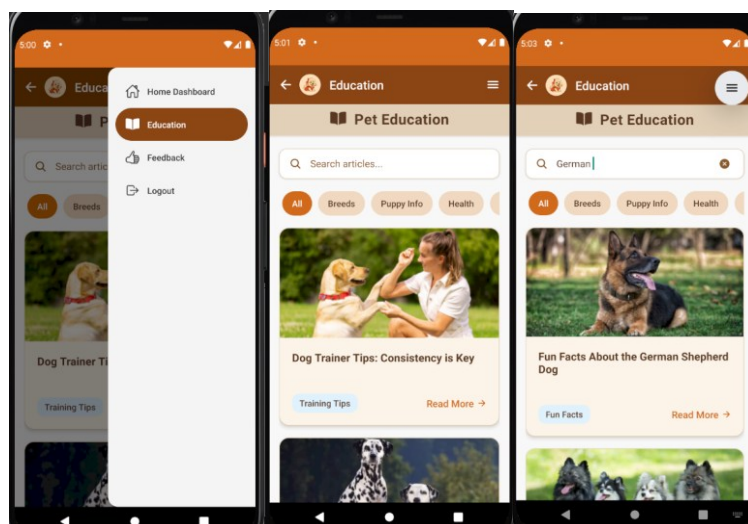 5:00
Educa
P
Search artic
All
Breeds
Dog Trainer Ti
Training Tips
Home Dashboard
Education
Feedback
Logout
5:01
Education
Pet Education
Search articles...
All
Breeds
Puppy Info
Health
Dog Trainer Tips: Consistency is Key
Training Tips
Read More →
5:03
Education
Pet Education
German
All
Breeds
Puppy Info
Health
Fun Facts About the German Shepherd
Dog
Fun Facts
Read More →